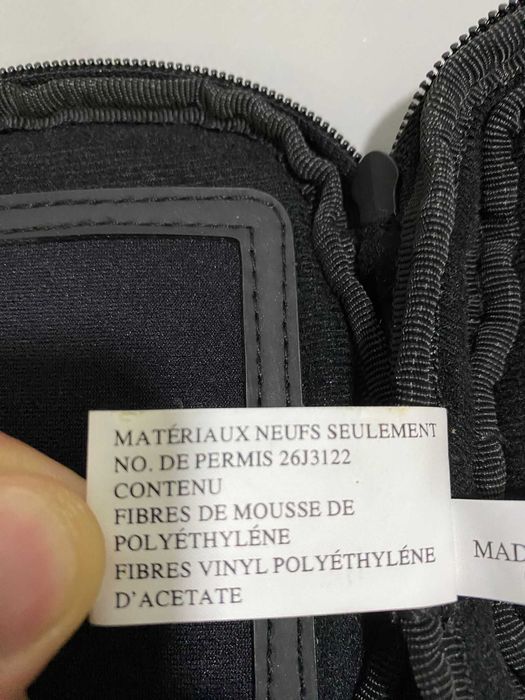 MATÉRIAUX NEUFS SEULEMENT
NO. DE PERMIS 26J3122
CONTENU
FIBRES DE MOUSSE DE
POLYÉTHYLÉNE
FIBRES VINYL POLYÉTHYLÉNE
D'ACETATE
MAD